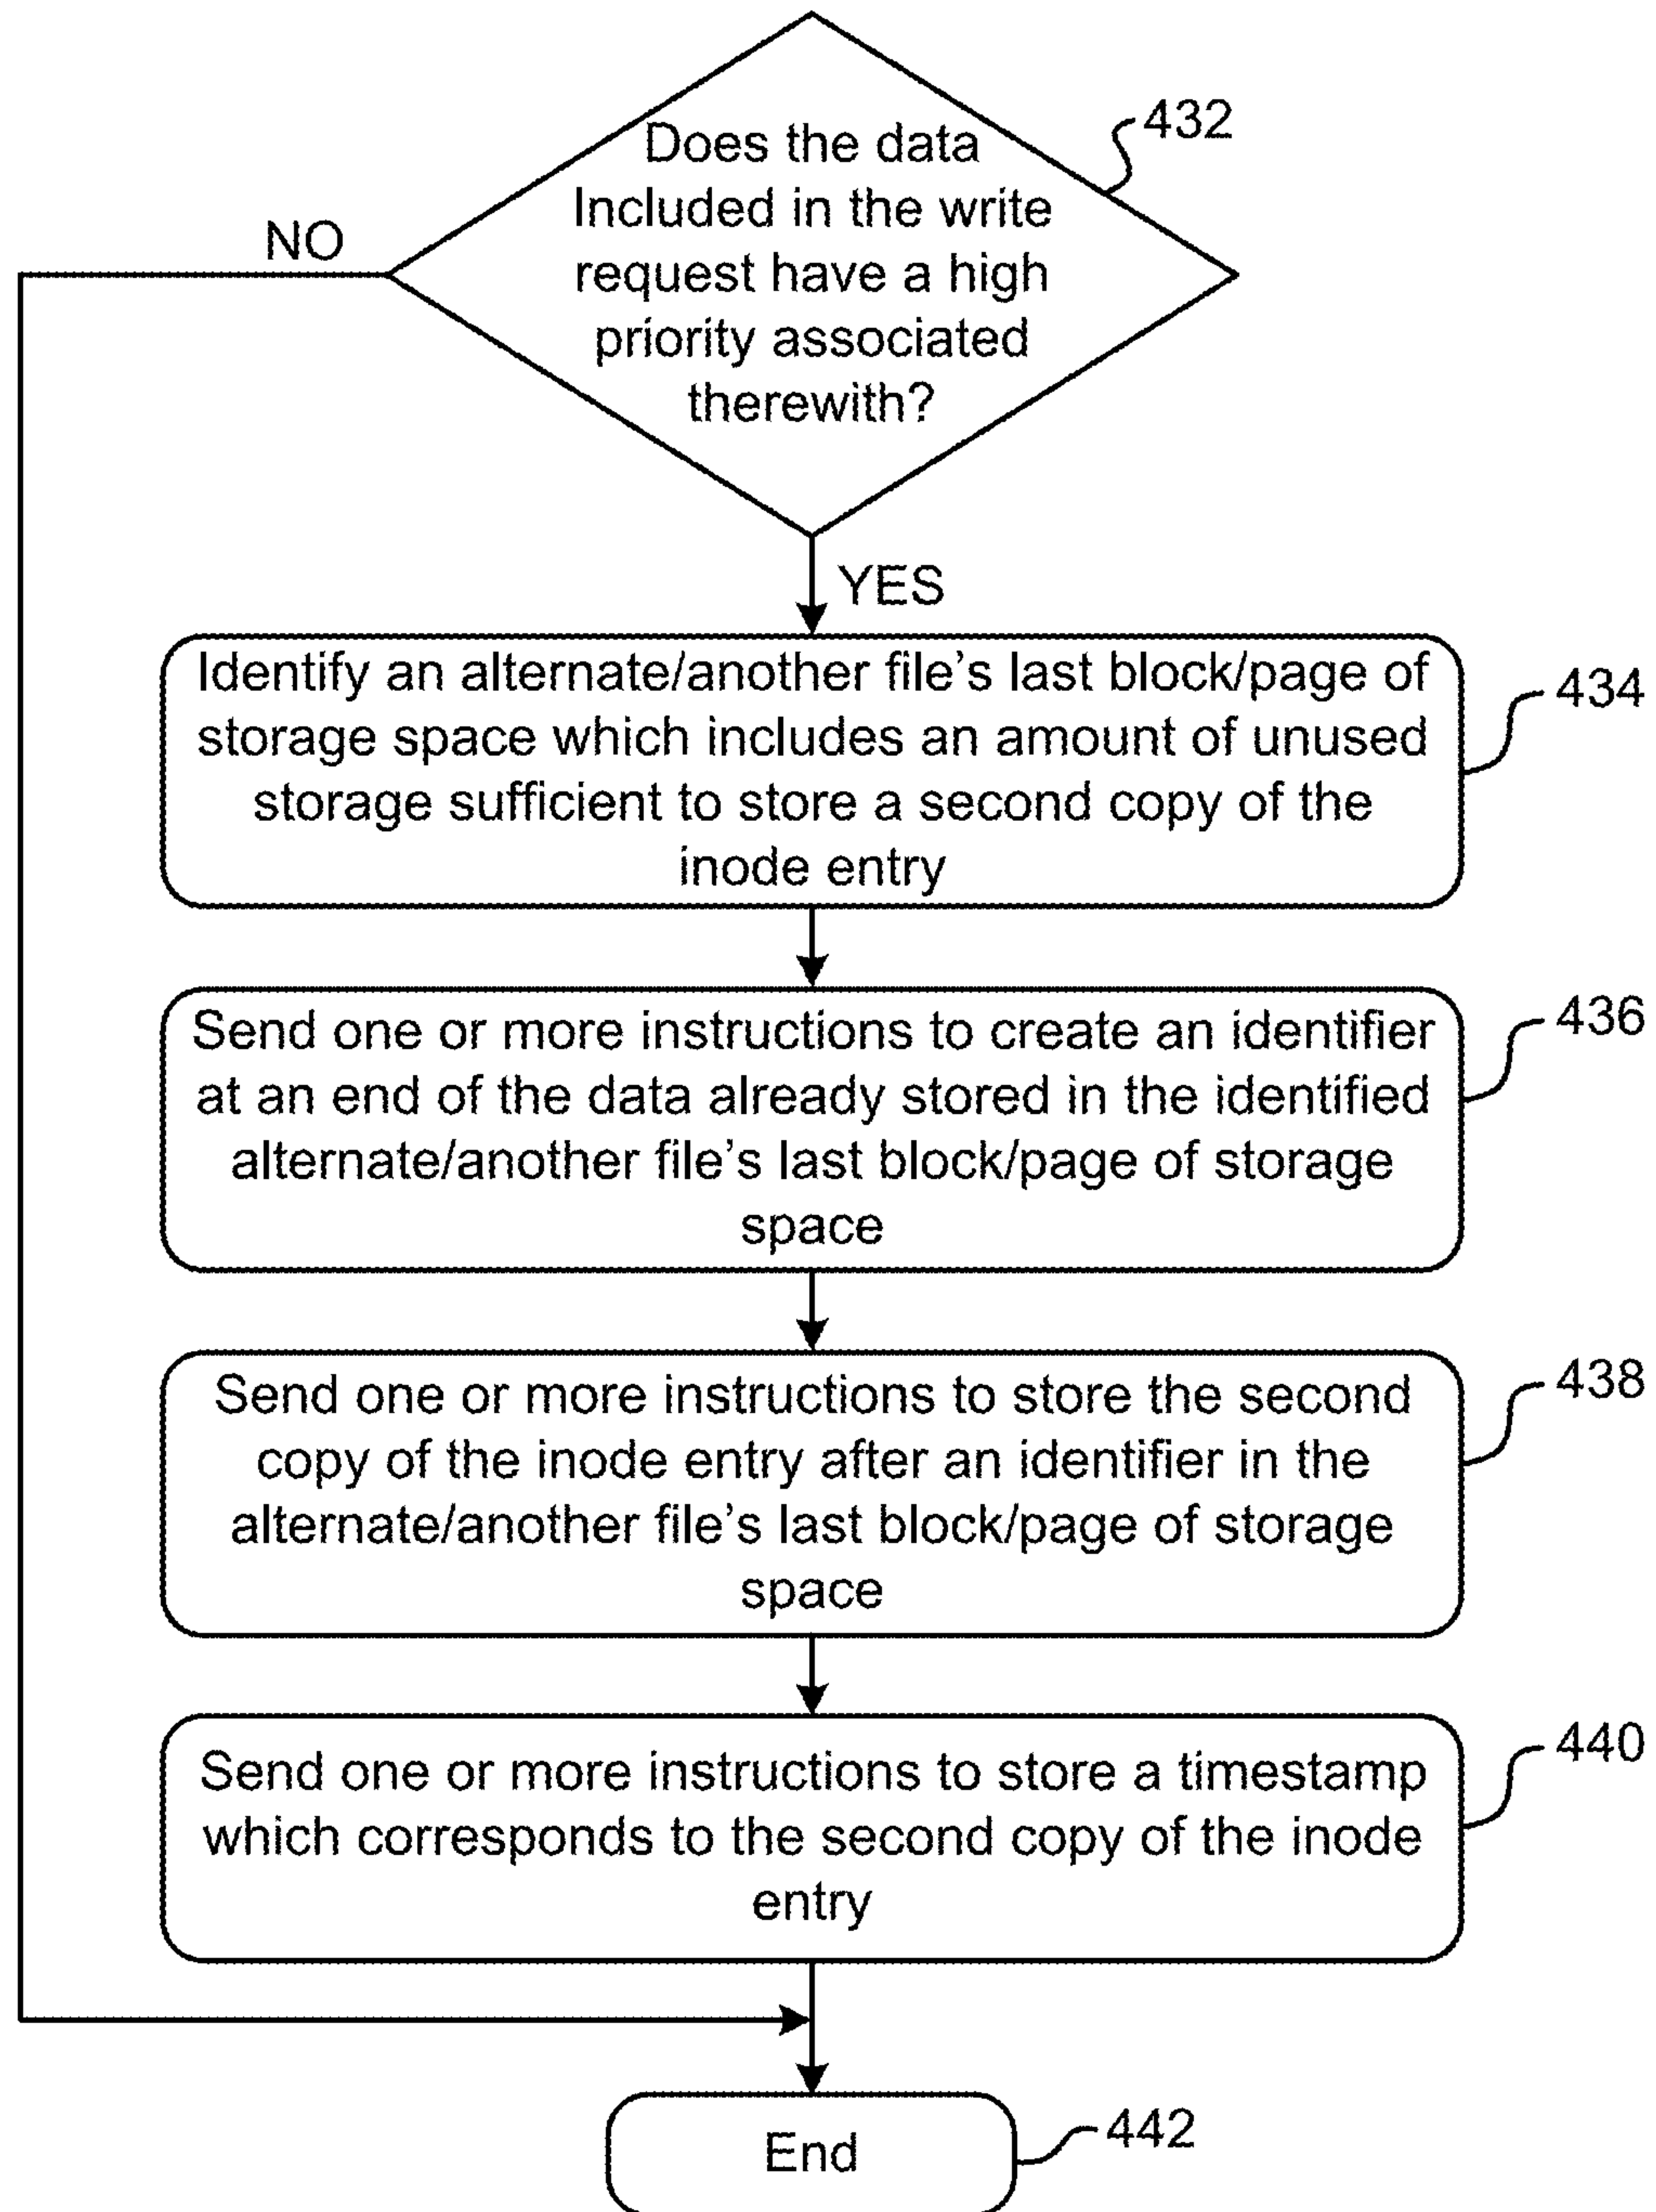 Does the data
432
Included in the write
NO
request have a high
priority associated
therewith?
YES
Identify an alternate/another file's last block/page of
434
storage space which includes an amount of unused
storage sufficient to store a second copy of the
inode entry
Send one or more instructions to create an identifier
436
at an end of the data already stored in the identified
alternate/another file's last block/page of storage
space
Send one or more instructions to store the second
438
copy of the inode entry after an identifier in the
alternate/another file's last block/page of storage
space
Send one or more instructions to store a timestamp
440
which corresponds to the second copy of the inode
entry
End
442